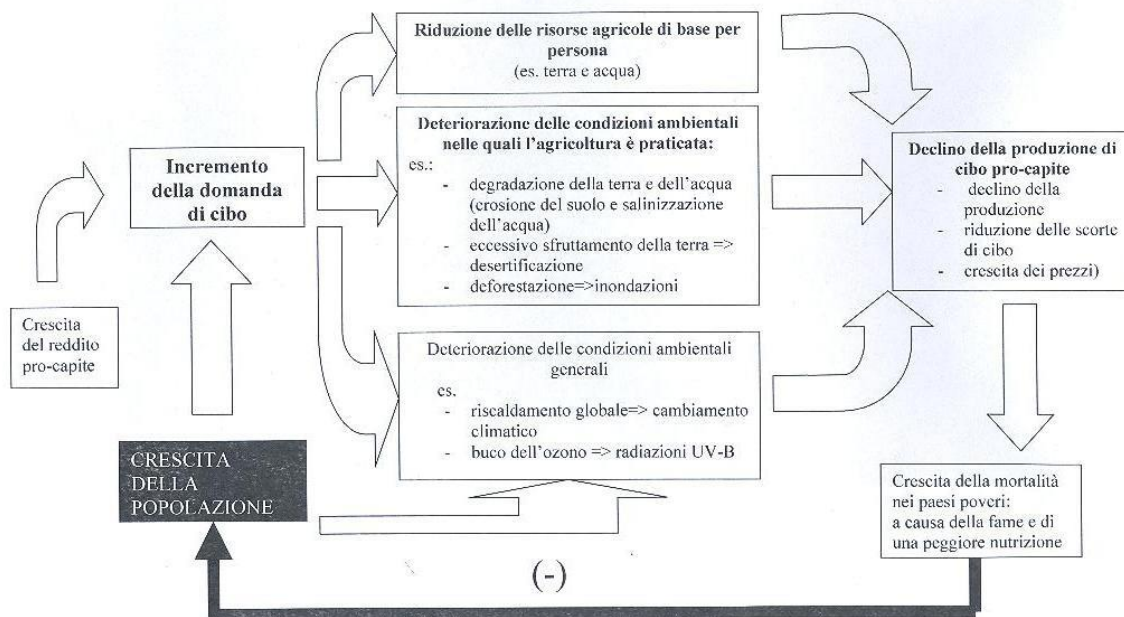 Riduzione delle risorse agricole di base per
persona
(es. terra e acqua)
Incremento
della domanda
di cibo
Deteriorazione delle condizioni ambientali
nelle quali l'agricoltura è praticata:
es.:
- degradazione della terra e dell'acqua
(erosione del suolo e salinizzazione
dell'acqua)
- eccessivo sfruttamento della terra =>
desertificazione
- deforestazione=>inondazioni
Declino della produzione di
cibo pro-capite
- declino della
produzione
- riduzione delle scorte
di cibo
- crescita dei prezzi)
Crescita
del reddito
pro-capite
Deteriorazione delle condizioni ambientali
generali
es.
- riscaldamento globale=> cambiamento
climatico
- buco dell'ozono => radiazioni UV-B
CRESCITA
DELLA
POPOLAZIONE
Crescita della mortalità
nei paesi poveri:
a causa della fame e di
una peggiore nutrizione
(-)